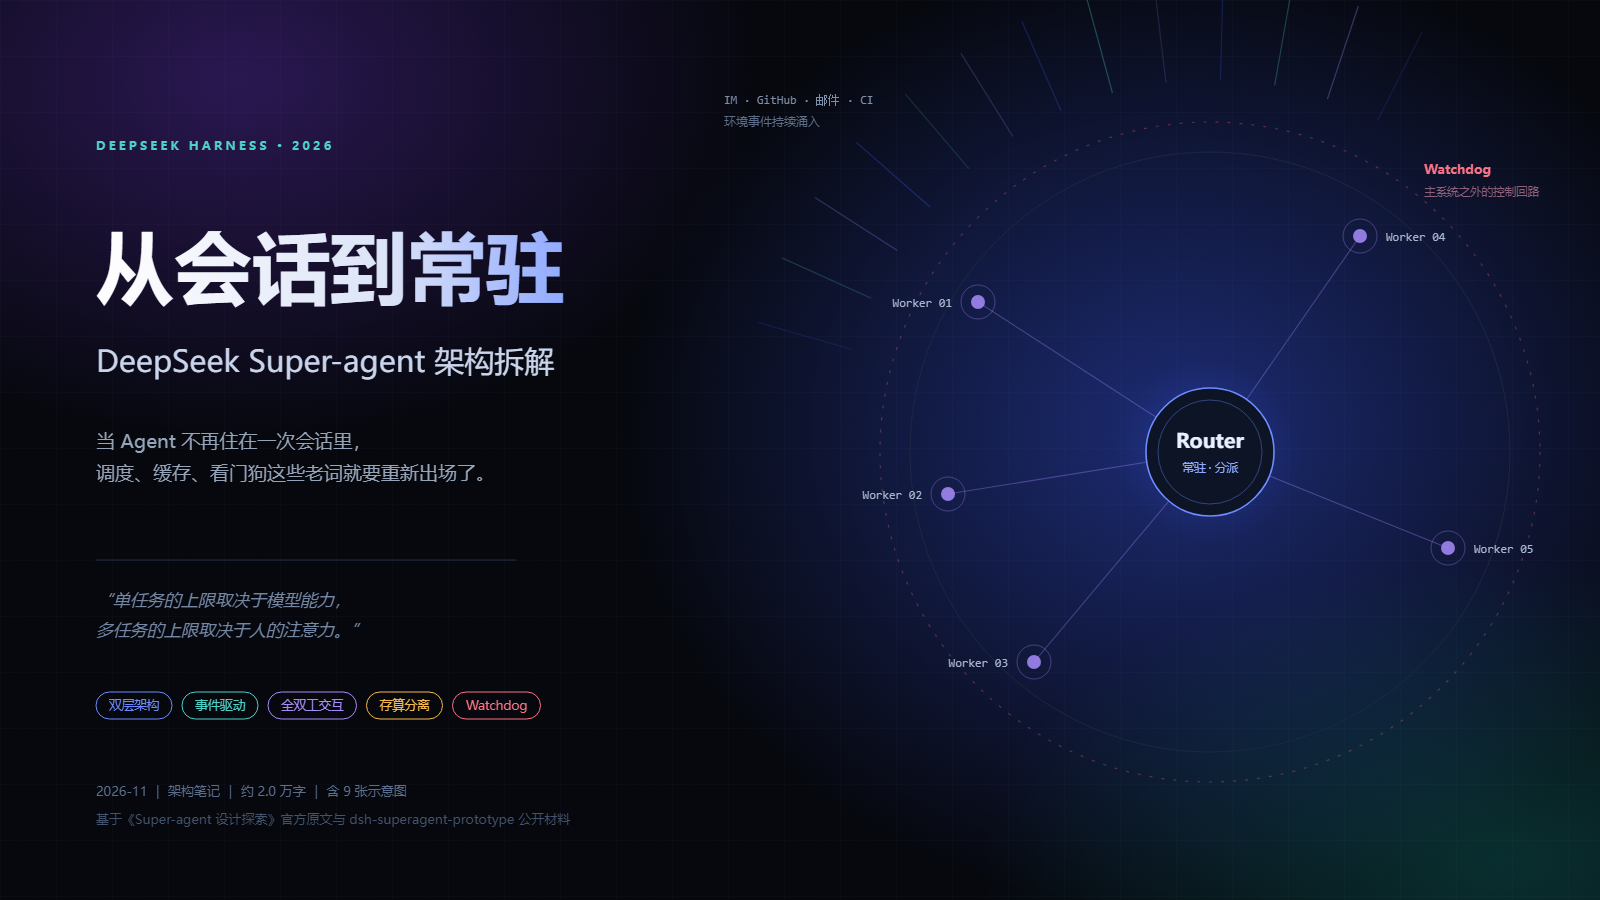 DEEPSEEK HARNESS • 2026
从会话到常驻
DeepSeek Super-agent 架构拆解
当 Agent 不再住在一次会话里，
调度、缓存、看门狗这些老词就要重新出场了。
“单任务的上限取决于模型能力，
多任务的上限取决于人的注意力。”
双层架构 事件驱动 全双工交互 存算分离 Watchdog
2026-11 | 架构笔记 | 约 2.0 万字 | 含 9 张示意图
基于《Super-agent 设计探索》官方原文与 dsh-superagent-prototype 公开材料
IM · GitHub · 邮件 · CI
环境事件持续涌入
Watchdog
主系统之外的控制回路
Worker 04
Worker 01
Router
常驻·分派
Worker 02
Worker 05
Worker 03